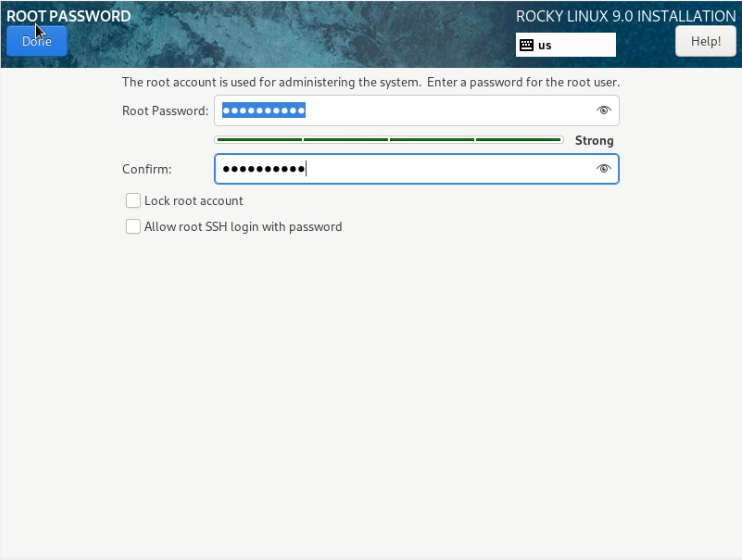 ROOT PASSWORD
ROCKY LINUX 9.0 INSTALLATION
Done
us
Help!
The root account is used for administering the system. Enter a password for the root user.
Root Password: ●●●●●●●●●●
Strong
Confirm: ●●●●●●●●●●
Lock root account
Allow root SSH login with password